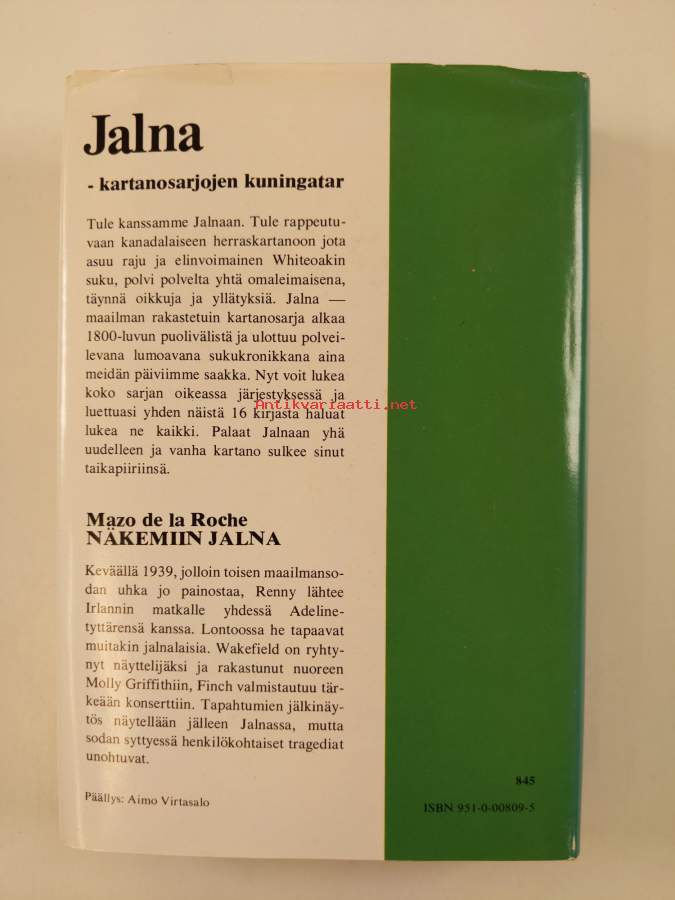 Jalna
- kartanosarjojen kuningatar
Tule kanssamme Jalnaan. Tule rappeutu-
vaan kanadalaiseen herraskartanoon jota
asuu raju ja elinvoimainen Whiteoakin
suku, polvi polvelta yhtä omaleimaisena,
täynnä oikkuja ja yllätyksiä. Jalna —
maailman rakastetuin kartanosarja alkaa
1800-luvun puolivälistä ja ulottuu polvei-
levana lumoavana sukukronikkana aina
meidän päiviimme saakka. Nyt voit lukea
koko sarjan oikeassa järjestyksessä ja
luettuasi yhden näistä 16 kirjasta haluat
lukea ne kaikki. Palaat Jalnaan yhä
uudelleen ja vanha kartano sulkee sinut
taikapiiriinsä.
Antikvariaatti.net
Mazo de la Roche
NÄKEMIIN JALNA
Keväällä 1939, jolloin toisen maailmanso-
dan uhka jo painostaa, Renny lähtee
Irlannin matkalle yhdessä Adeline-
tyttärensä kanssa. Lontoossa he tapaavat
muitakin jalnalaisia. Wakefield on ryhty-
nyt näyttelijäksi ja rakastunut nuoreen
Molly Griffithiin, Finch valmistautuu tär-
keään konserttiin. Tapahtumien jälkinäy-
tös näytellään jälleen Jalnassa, mutta
sodan syttyessä henkilökohtaiset tragediat
unohtuvat.
Päällys: Aimo Virtasalo
845
ISBN 951-0-00809-5